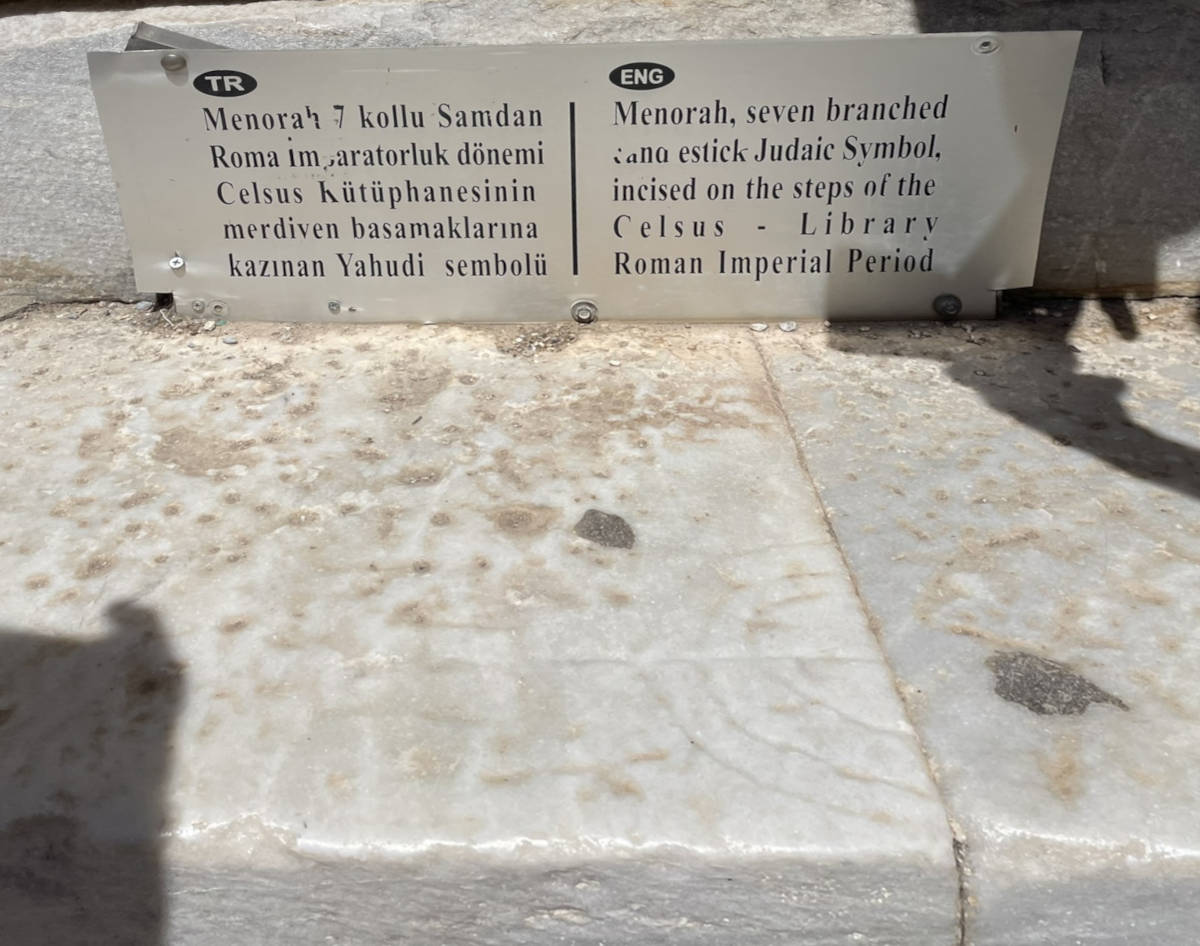 TR
Menorah 7 kollu Samdan
Roma imparatorluk dönemi
Celsus Kütüphanesinin
merdiven basamaklarına
kazınan Yahudi sembolü
ENG
Menorah, seven branched
estick Judaic Symbol,
incised on the steps of the
Celsus - Library
Roman Imperial Period